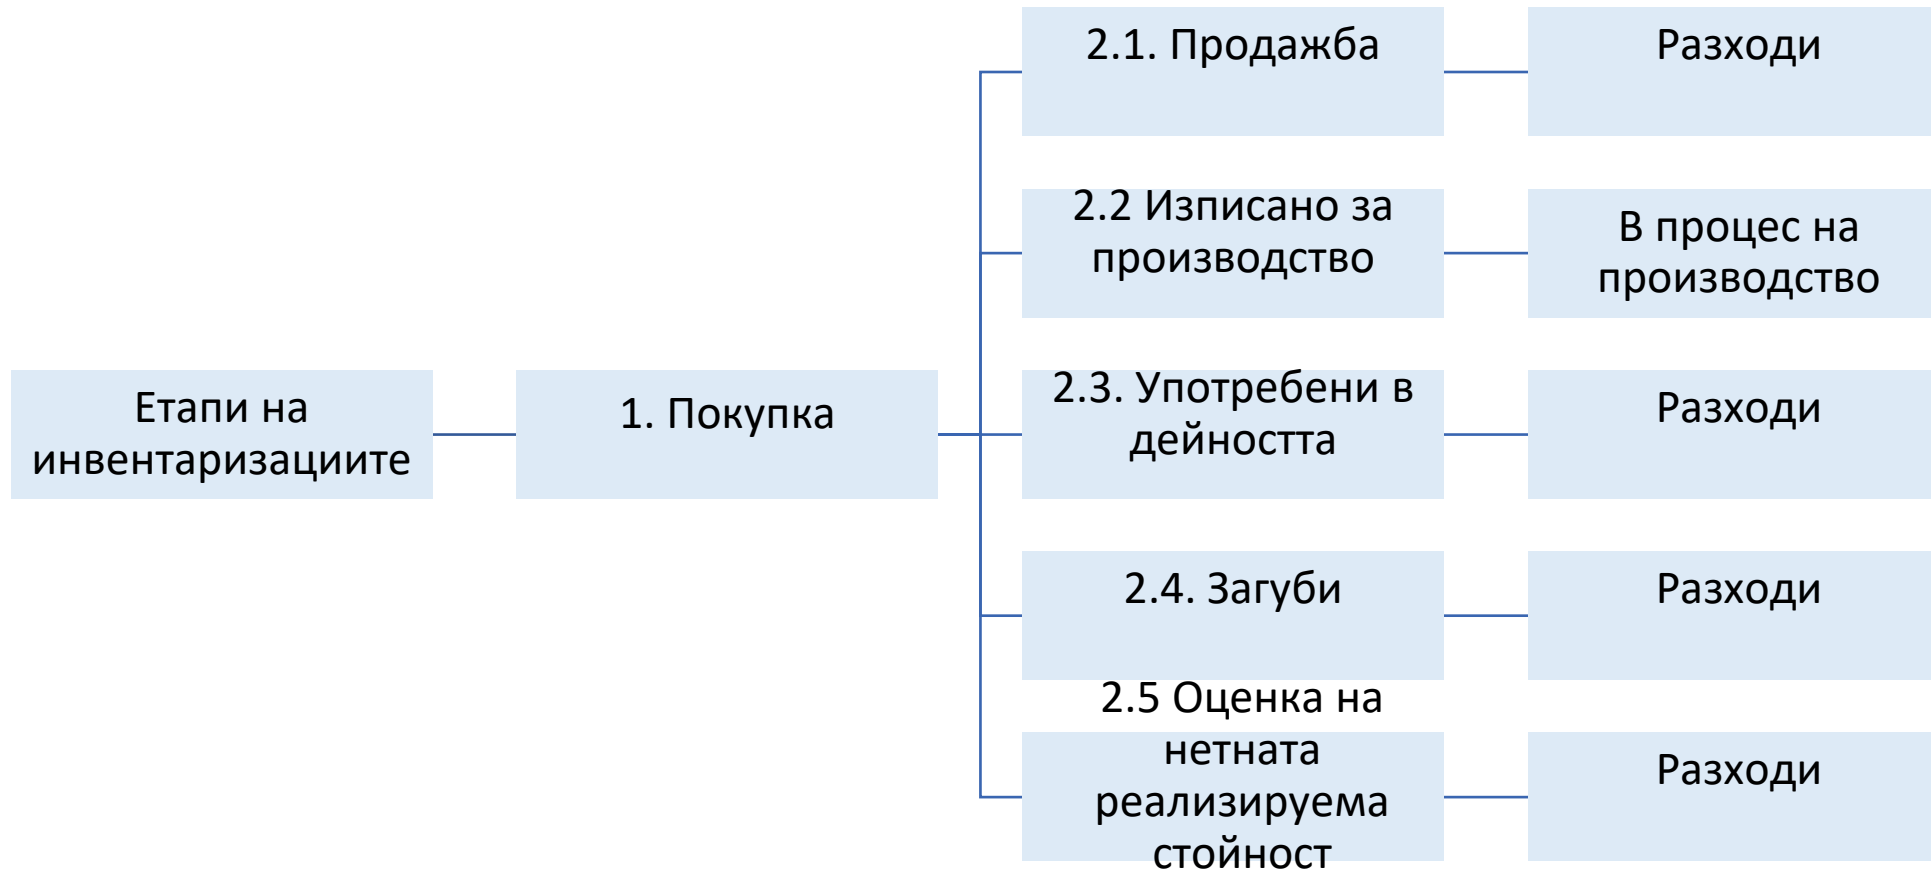 Етапи на
инвентаризациите
1. Покупка
2.1. Продажба
Разходи
2.2 Изписано за
производство
В процес на
производство
2.3. Употребени в
дейността
Разходи
2.4. Загуби
Разходи
2.5 Оценка на
нетната
реализируема
стойност
Разходи